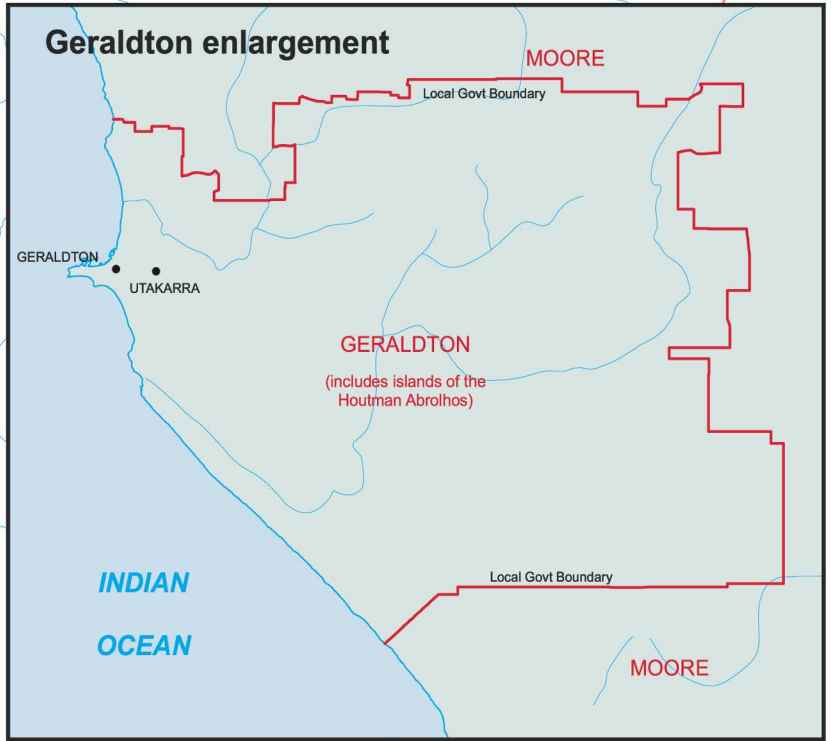 Geraldton enlargement
MOORE
Local Govt Boundary
GERALDTON
UTAKARRA
GERALDTON
(includes islands of the
Houtman Abrolhos)
INDIAN
OCEAN
Local Govt Boundary
MOORE